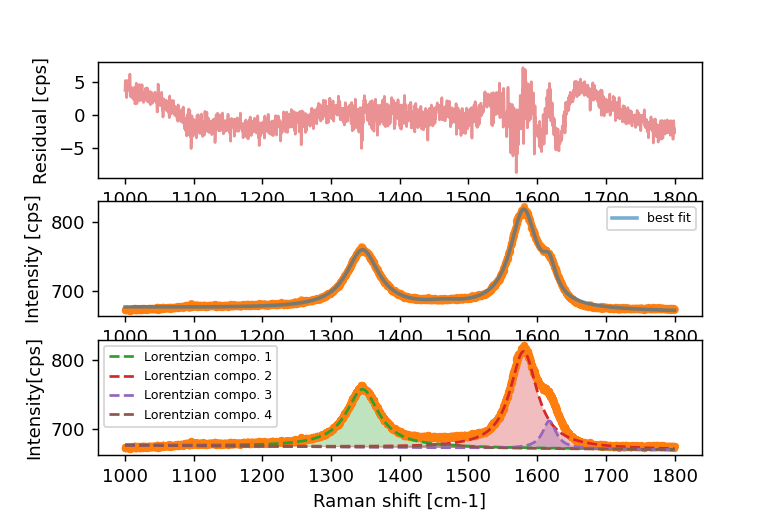 Residual [cps]
5
0
−5
1000 1100 1200 1300 1400 1500 1600 1700 1800
Intensity [cps]
800
700
best fit
1000 1100 1200 1300 1400 1500 1600 1700 1800
Intensity[cps]
800
700
Lorentzian compo. 1
Lorentzian compo. 2
Lorentzian compo. 3
Lorentzian compo. 4
1000 1100 1200 1300 1400 1500 1600 1700 1800
Raman shift [cm-1]